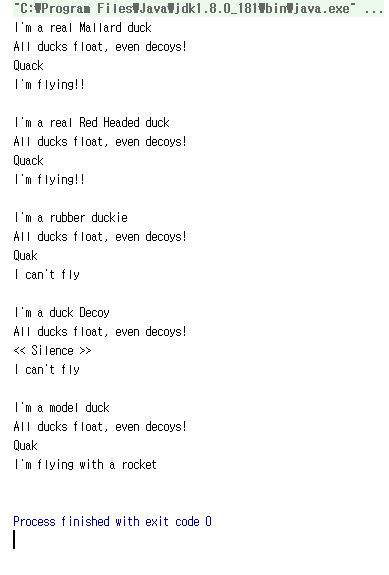 "C:₩Program Files₩Java₩jdk1.8.0_181₩bin₩java.exe" ...
I'm a real Mallard duck
All ducks float, even decoys!
Quack
I'm flying!!
I'm a real Red Headed duck
All ducks float, even decoys!
Quack
I'm flying!!
I'm a rubber duckie
All ducks float, even decoys!
Quak
I can't fly
I'm a duck Decoy
All ducks float, even decoys!
<< Silence >>
I can't fly
I'm a model duck
All ducks float, even decoys!
Quak
I'm flying with a rocket
Process finished with exit code 0